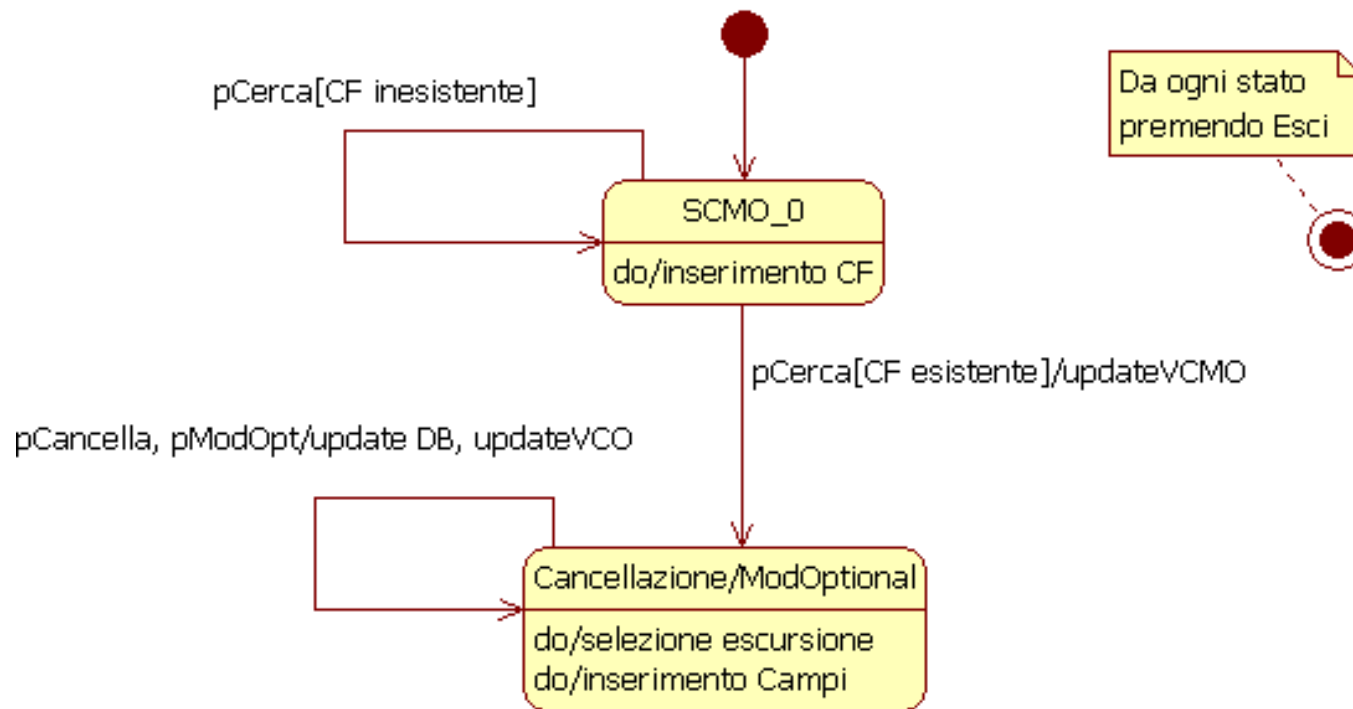 pCerca[CF inesistente]
Da ogni stato
premendo Esci
SCMO_0
do/inserimento CF
pCerca[CF esistente]/updateVCMO
pCancella, pModOpt/update DB, updateVCO
Cancellazione/ModOptional
do/selezione escursione
do/inserimento Campi